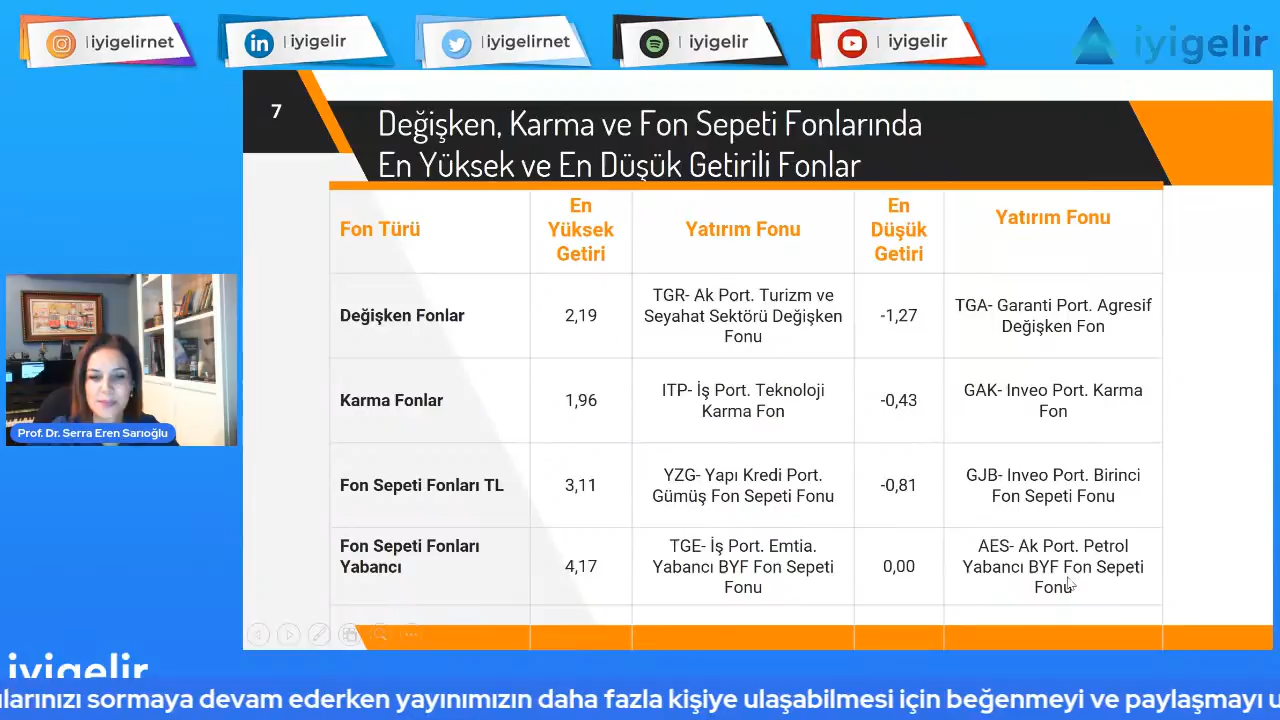 iyigelirnet
iyigelir
iyigelirnet
iyigelir
iyigelir
iyigelir
7
Değişken, Karma ve Fon Sepeti Fonlarında
En Yüksek ve En Düşük Getirili Fonlar
Fon Türü
En
Yüksek
Getiri
Yatırım Fonu
En
Düşük
Getiri
Yatırım Fonu
Değişken Fonlar
2,19
TGR- Ak Port. Turizm ve
Seyahat Sektörü Değişken
Fonu
-1,27
TGA- Garanti Port. Agresif
Değişken Fon
Karma Fonlar
1,96
ITP- İş Port. Teknoloji
Karma Fon
-0,43
GAK- Inveo Port. Karma
Fon
Fon Sepeti Fonları TL
3,11
YZG- Yapı Kredi Port.
Gümüş Fon Sepeti Fonu
-0,81
GJB- Inveo Port. Birinci
Fon Sepeti Fonu
Fon Sepeti Fonları
Yabancı
4,17
TGE- İş Port. Emtia.
Yabancı BYF Fon Sepeti
Fonu
0,00
AES- Ak Port. Petrol
Yabancı BYF Fon Sepeti
Fonu
Prof. Dr. Serra Eren Sarıoğlu
iyigelir
ılarınızı sormaya devam ederken yayınımızın daha fazla kişiye ulaşabilmesi için beğenmeyi ve paylaşmayı u